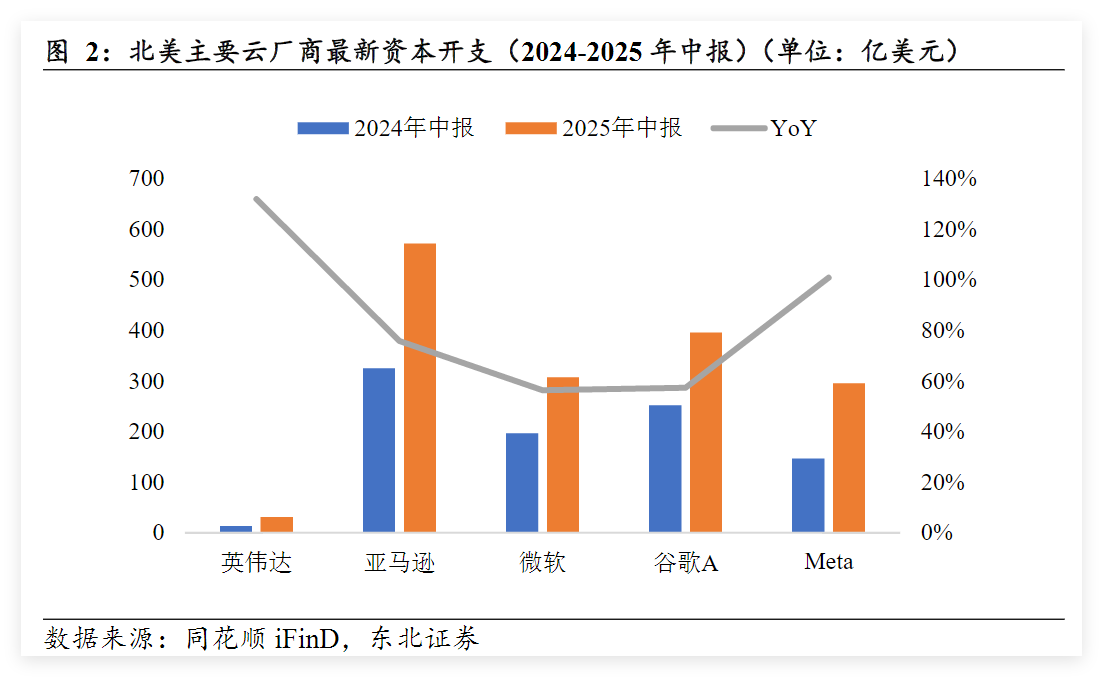 图 2：北美主要云厂商最新资本开支（2024-2025 年中报）（单位：亿美元）
2024年中报 2025年中报 YoY
700 140%
600 120%
500 100%
400 80%
300 60%
200 40%
100 20%
0 0%
英伟达 亚马逊 微软 谷歌A Meta
数据来源：同花顺 iFinD，东北证券